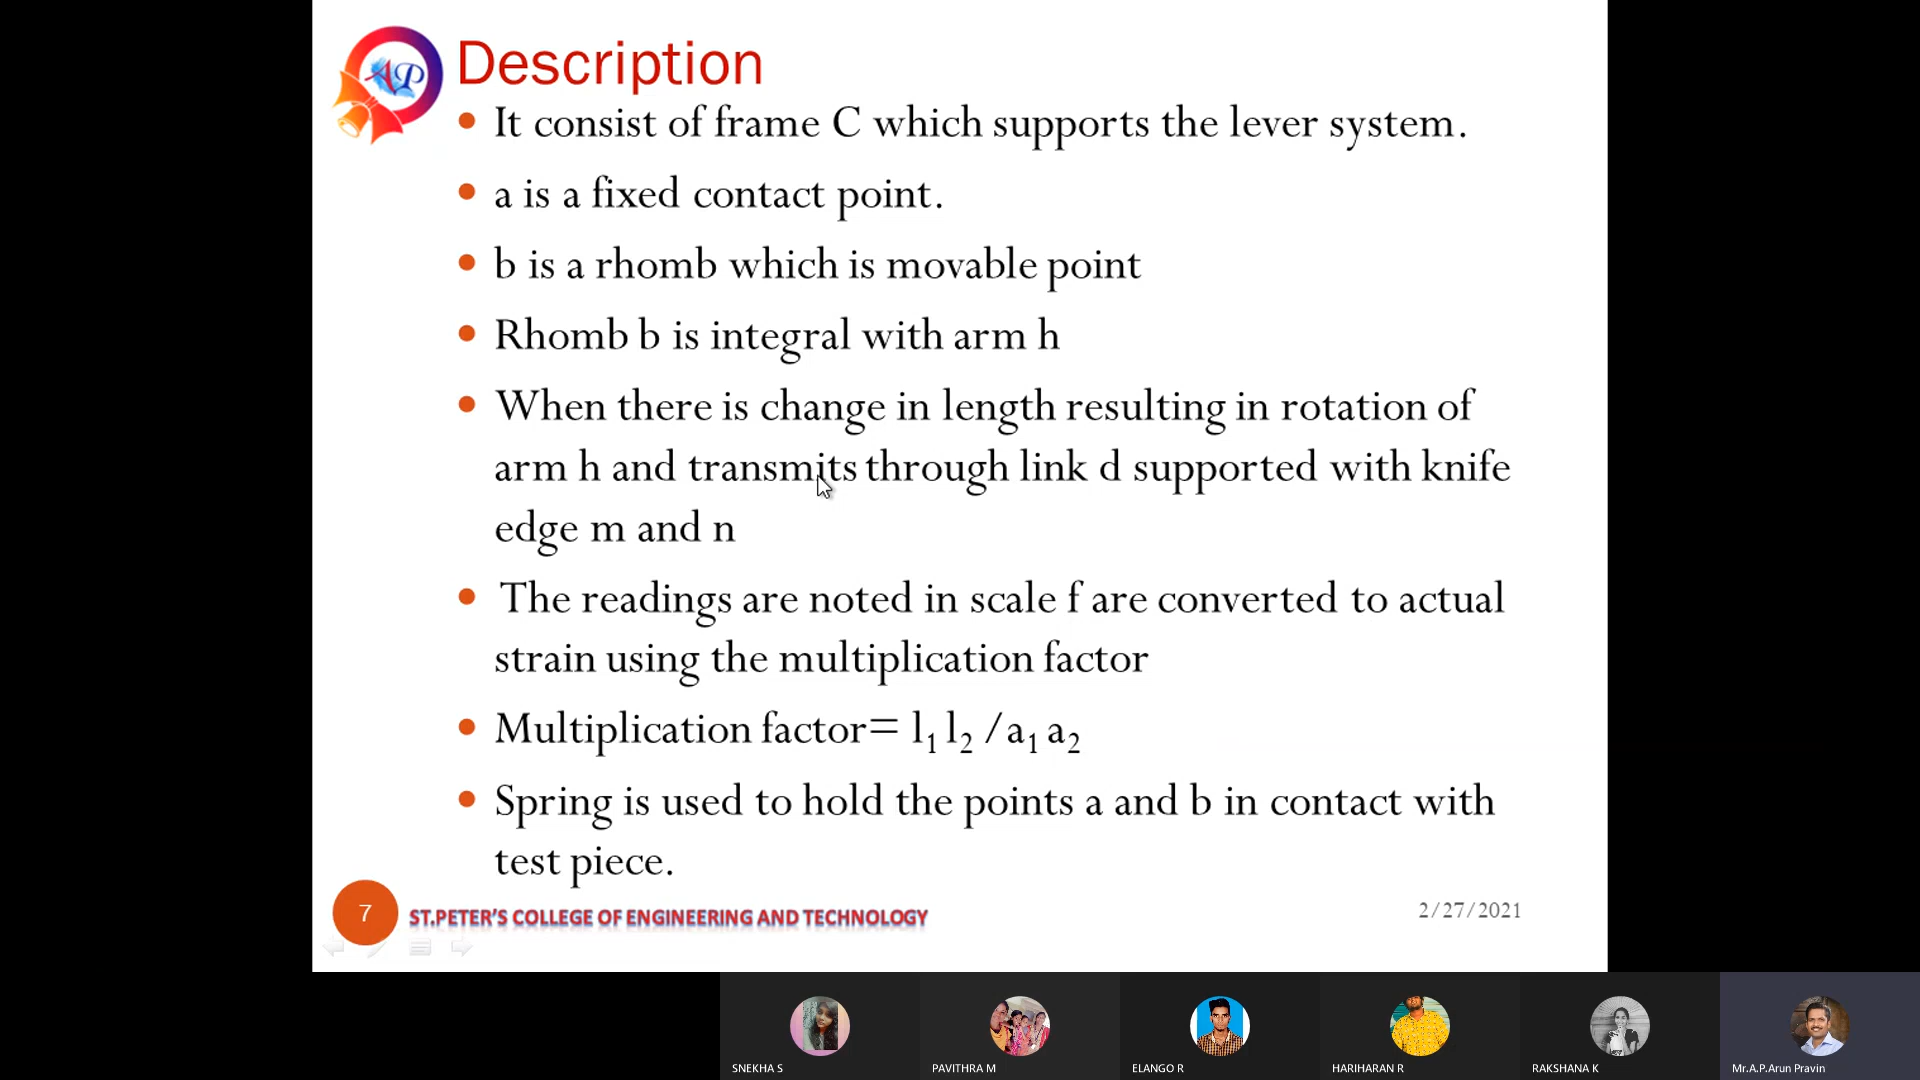 AP
Description
It consist of frame C which supports the lever system.
a is a fixed contact point.
b is a rhomb which is movable point
Rhomb b is integral with arm h
When there is change in length resulting in rotation of
arm h and transmits through link d supported with knife
edge m and n
The readings are noted in scale f are converted to actual
strain using the multiplication factor
Multiplication factor= l₁ l₂ /a₁ a₂
Spring is used to hold the points a and b in contact with
test piece.
7
ST.PETER'S COLLEGE OF ENGINEERING AND TECHNOLOGY
2/27/2021
SNEKHA S
PAVITHRA M
ELANGO R
HARIHARAN R
RAKSHANA K
Mr.A.P.Arun Pravin